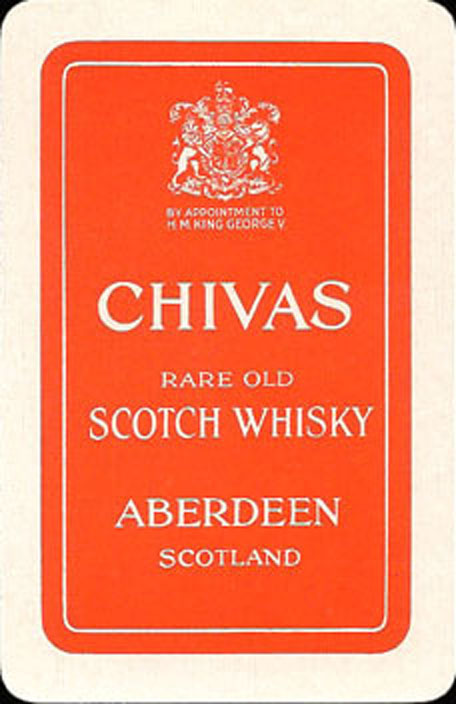 BY APPOINTMENT TO
H.M. KING GEORGE V.
CHIVAS
RARE OLD
SCOTCH WHISKY
ABERDEEN
SCOTLAND